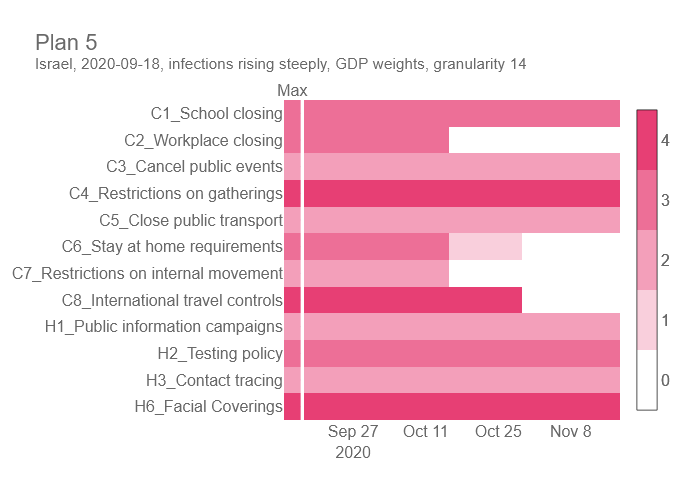 Plan 5
Israel, 2020-09-18, infections rising steeply, GDP weights, granularity 14
Max
C1_School closing
C2_Workplace closing
C3_Cancel public events
C4_Restrictions on gatherings
C5_Close public transport
C6_Stay at home requirements
C7_Restrictions on internal movement
C8_International travel controls
H1_Public information campaigns
H2_Testing policy
H3_Contact tracing
H6_Facial Coverings
Sep 27
2020
Oct 11
Oct 25
Nov 8
4
3
2
1
0